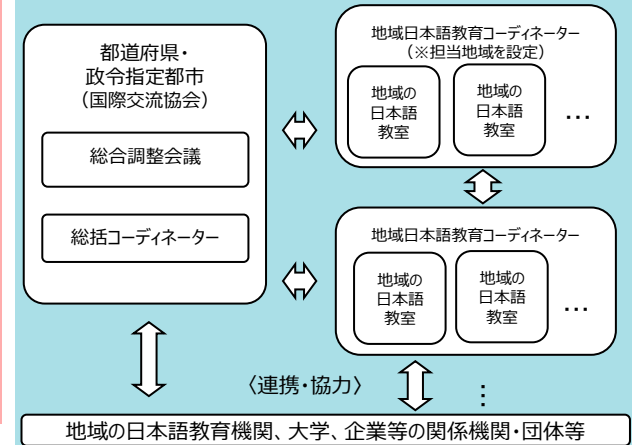 都道府県・
政令指定都市
（国際交流協会）
総合調整会議
総括コーディネーター
地域日本語教育コーディネーター
（※担当地域を設定）
地域の
日本語
教室
地域の
日本語
教室
…
地域日本語教育コーディネーター
地域の
日本語
教室
地域の
日本語
教室
…
〈連携・協力〉
⋮
地域の日本語教育機関、大学、企業等の関係機関・団体等